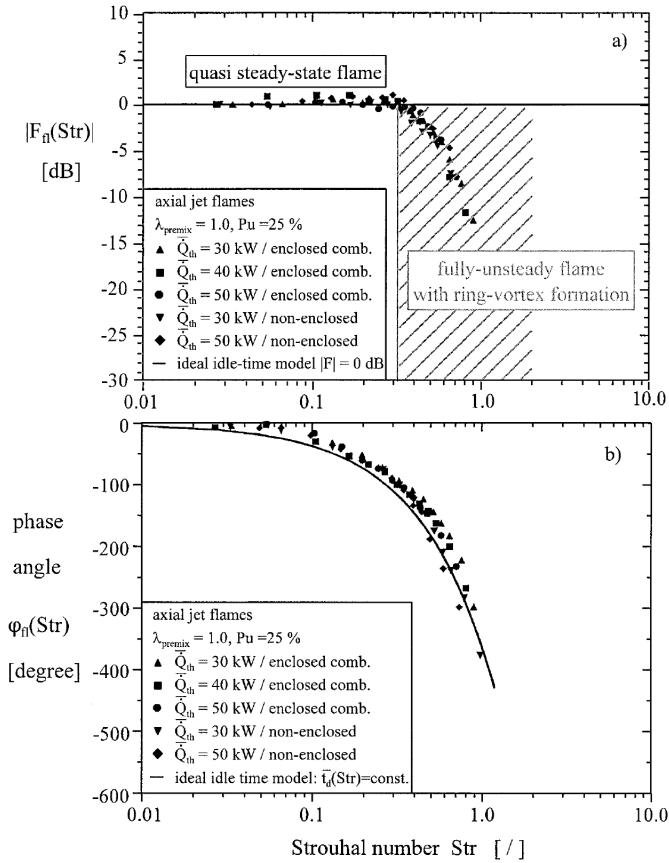 10
5
0
-5
-10
-15
-20
-25
-30
|F_fl(Str)|
[dB]
a)
quasi steady-state flame
axial jet flames
λ_premix = 1.0, Pu =25 %
▲ Q̇_th = 30 kW / enclosed comb.
■ Q̇_th = 40 kW / enclosed comb.
● Q̇_th = 50 kW / enclosed comb.
▼ Q̇_th = 30 kW / non-enclosed
◆ Q̇_th = 50 kW / non-enclosed
— ideal idle-time model |F| = 0 dB
fully-unsteady flame
with ring-vortex formation
0.01 0.1 1.0 10.0
0
-100
-200
-300
-400
-500
-600
phase
angle
φ_fl(Str)
[degree]
b)
axial jet flames
λ_premix = 1.0, Pu =25 %
▲ Q̇_th = 30 kW / enclosed comb.
■ Q̇_th = 40 kW / enclosed comb.
● Q̇_th = 50 kW / enclosed comb.
▼ Q̇_th = 30 kW / non-enclosed
◆ Q̇_th = 50 kW / non-enclosed
— ideal idle time model: t̄_d(Str)=const.
0.01 0.1 1.0 10.0
Strouhal number Str [ / ]